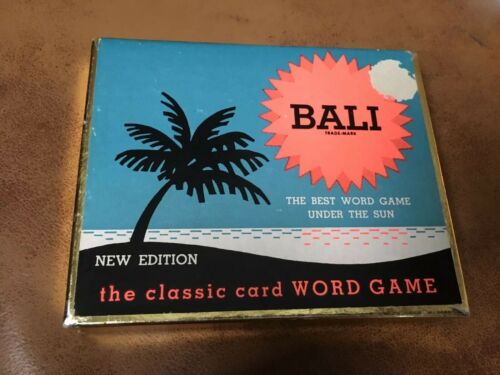 BALI
TRADE-MARK
THE BEST WORD GAME
UNDER THE SUN
NEW EDITION
the classic card WORD GAME